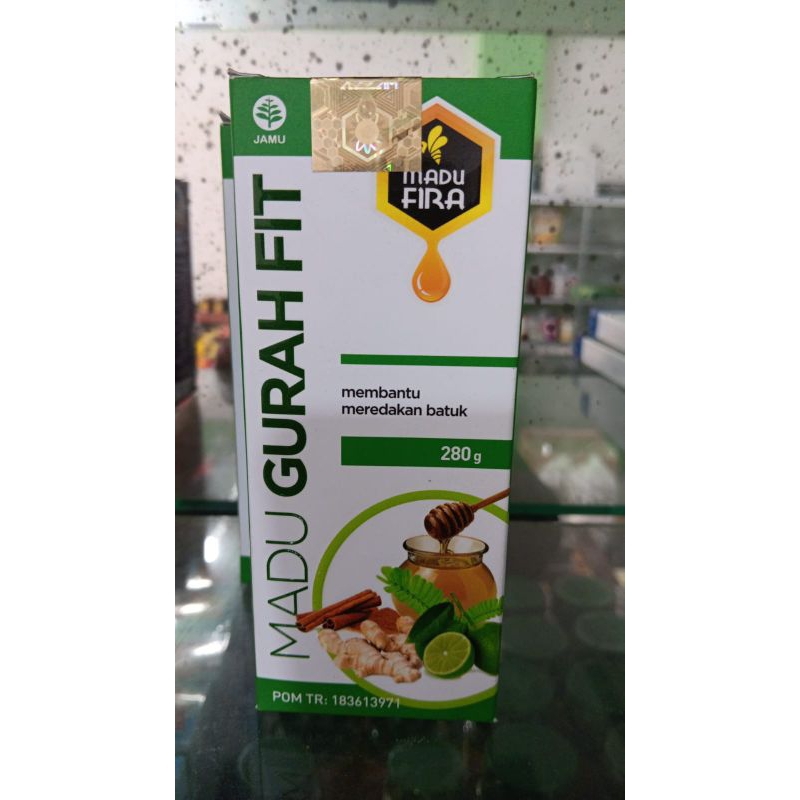 JAMU
MADU
FIRA
MADU GURAH FIT
membantu
meredakan batuk
280 g
POM TR: 183613971